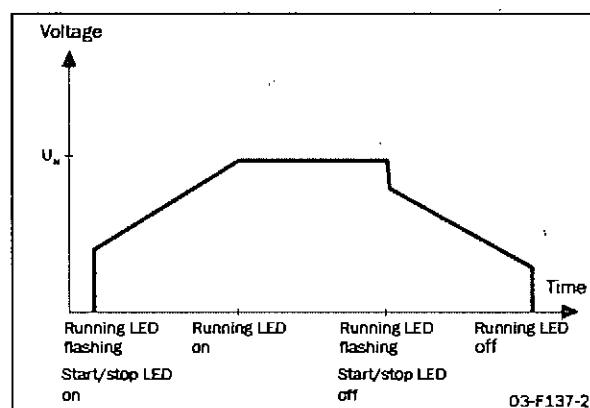 Voltage
U
Time
Running LED flashing
Running LED on
Running LED flashing
Running LED off
Start/stop LED on
Start/stop LED off
03-F137-2